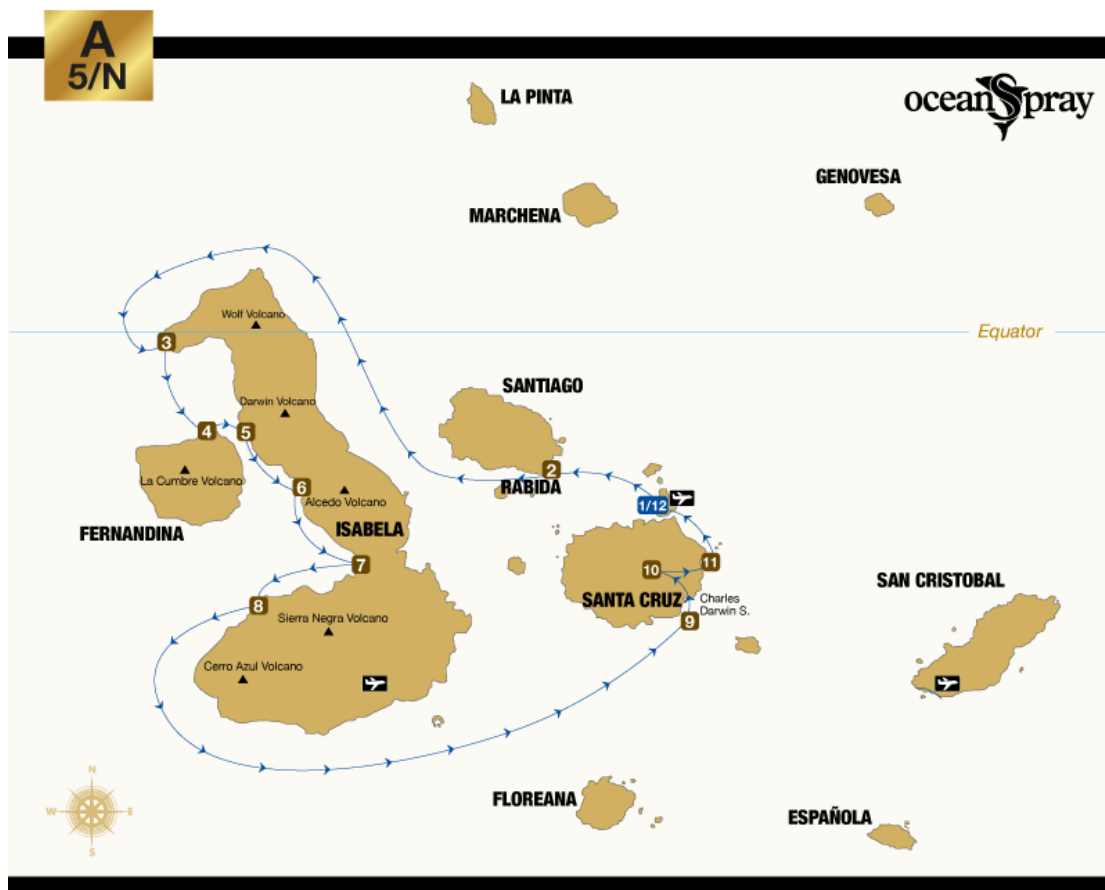 A
5/N
LA PINTA
oceanSpray
GENOVESA
MARCHENA
Wolf Volcano
Equator
3
SANTIAGO
Darwin Volcano
4
5
2
La Cumbre Volcano
6
RABIDA
Alcedo Volcano
1/12
FERNANDINA
ISABELA
7
10
11
SAN CRISTOBAL
SANTA CRUZ
Charles
Darwin S.
8
9
Sierra Negra Volcano
Cerro Azul Volcano
N
W
E
S
FLOREANA
ESPAÑOLA